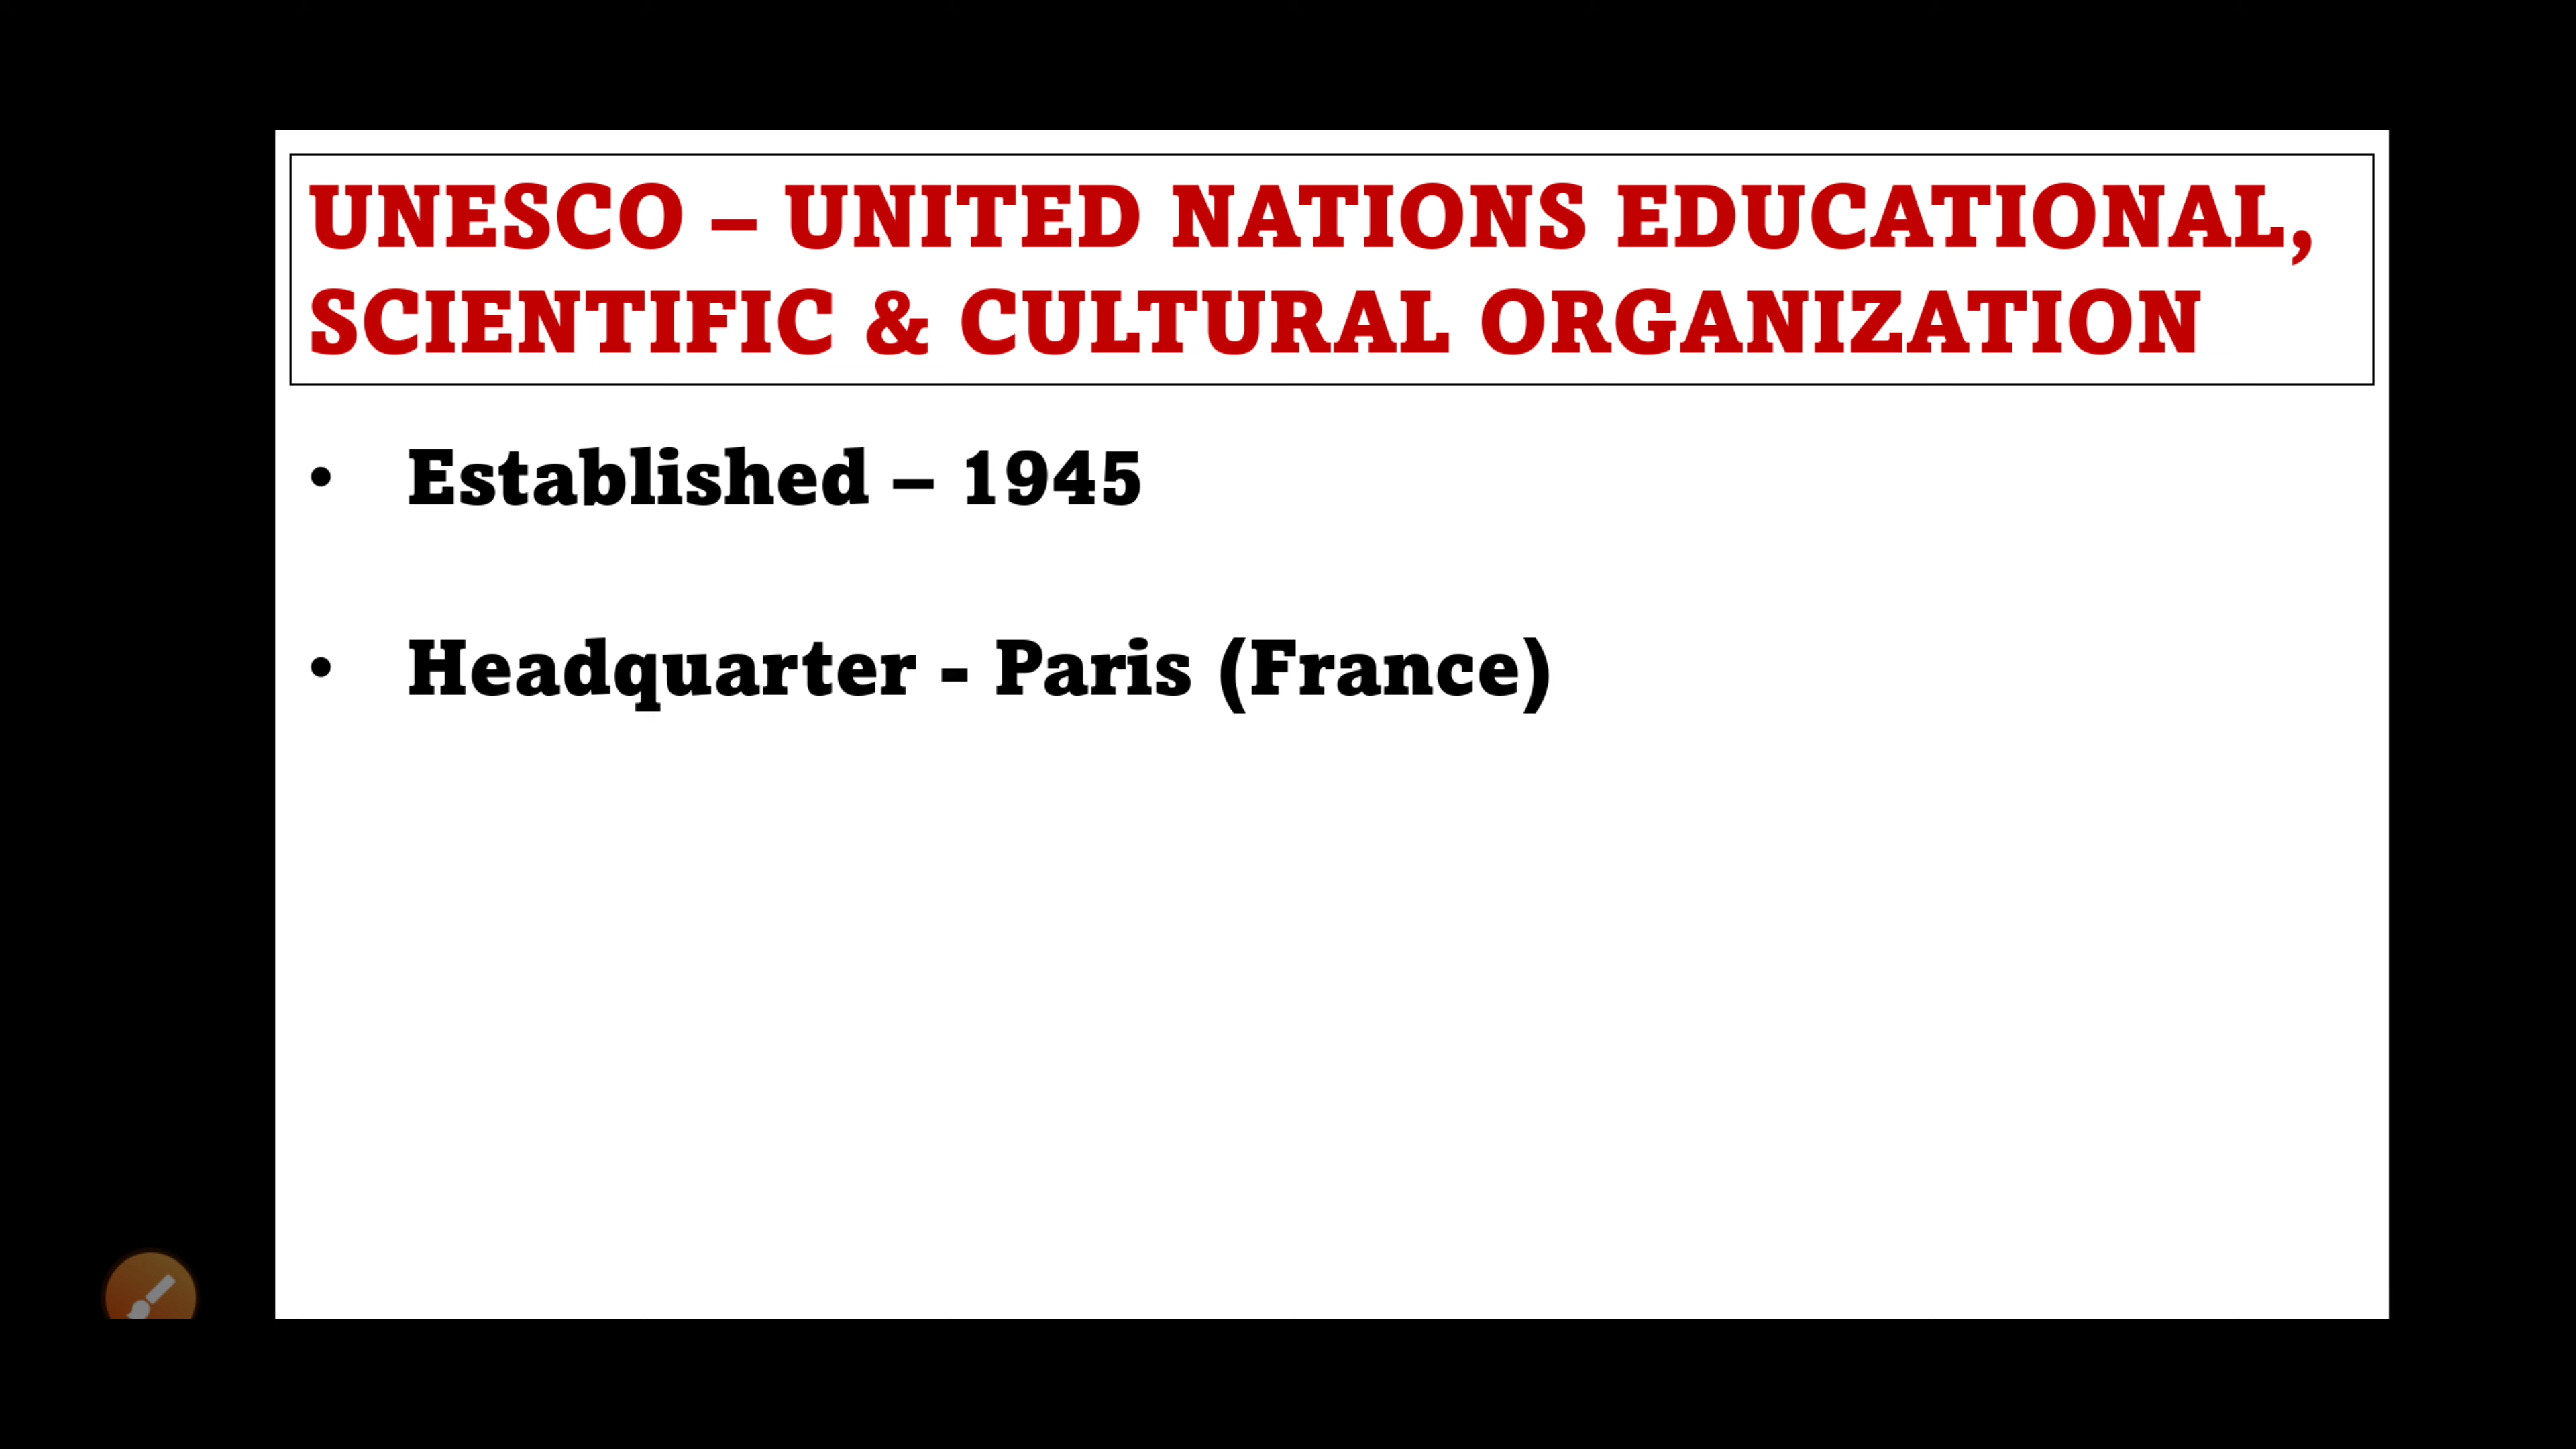 UNESCO – UNITED NATIONS EDUCATIONAL,
SCIENTIFIC & CULTURAL ORGANIZATION
• Established – 1945
• Headquarter - Paris (France)